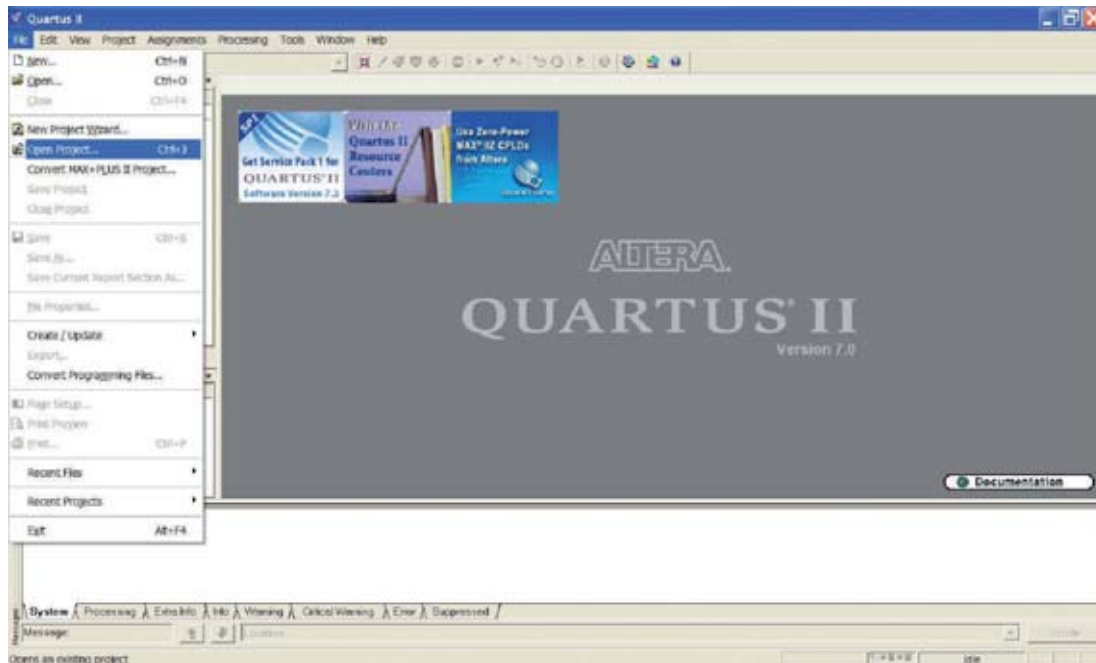 Quartus II
File Edit View Project Assignments Processing Tools Window Help
New... Ctrl+N
Open... Ctrl+O
Close Ctrl+F4
New Project Wizard...
Open Project... Ctrl+J
Convert MAX+PLUS II Project...
Save Project
Close Project
Save Ctrl+S
Save As...
Save Current Report Section As...
File Properties...
Create / Update
Export...
Convert Programming Files...
Page Setup...
Print Preview
Print... Ctrl+P
Recent Files
Recent Projects
Exit Alt+F4
SP1
Get Service Pack 1 for
QUARTUS II
Software Version 7.2
Visit the
Quartus II
Resource
Centers
Use Zero-Power
MAX IIZ CPLDs
from Altera
ALTERA
QUARTUS II
Version 7.0
Documentation
System Processing Extra Info Info Warning Critical Warning Error Suppressed
Messages
Message:
Location
Opens an existing project
Idle